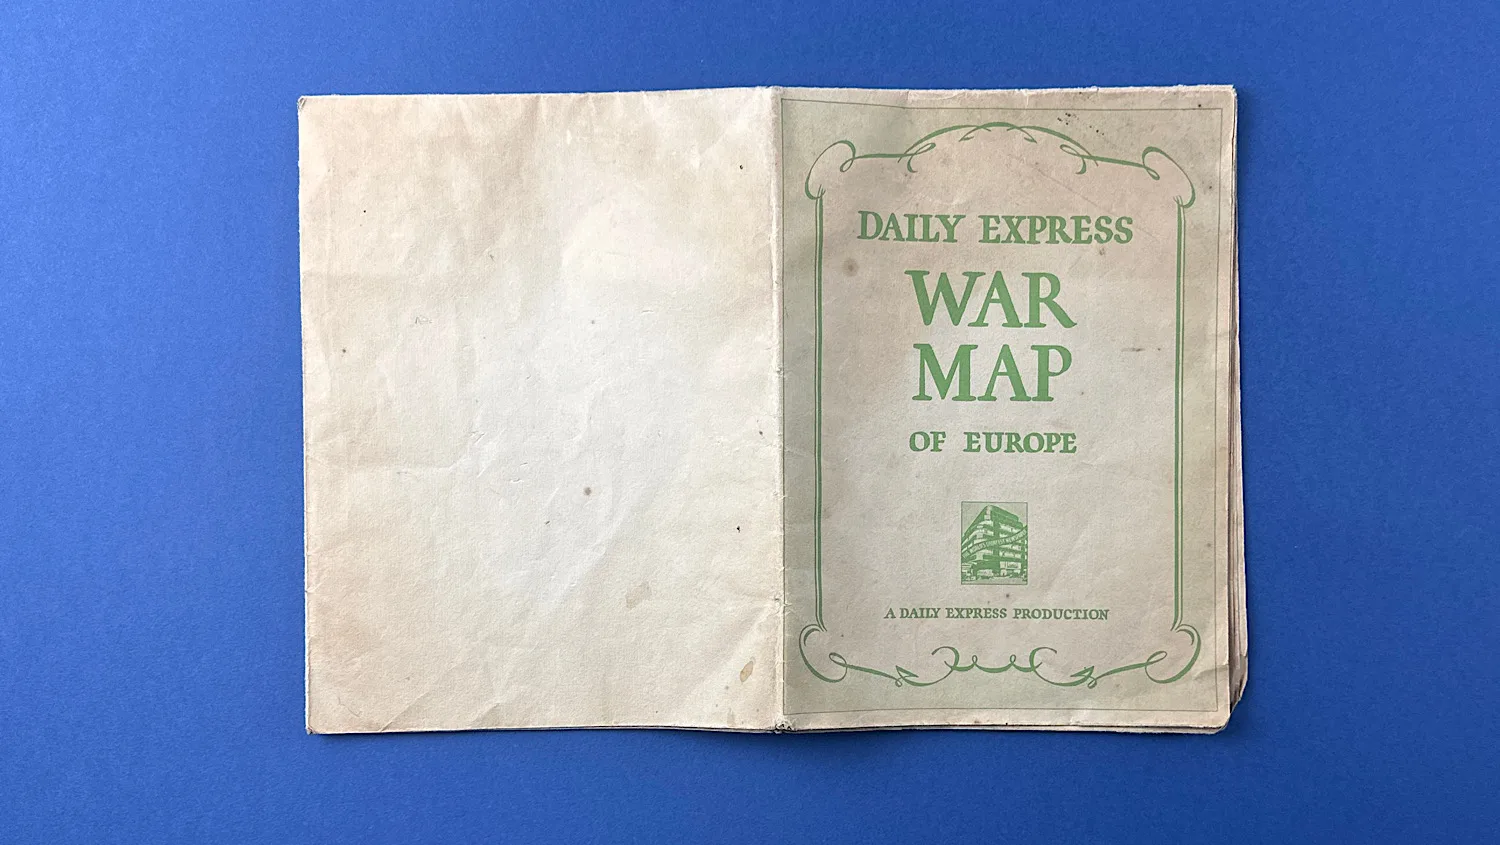 DAILY EXPRESS
WAR
MAP
OF EUROPE
A DAILY EXPRESS PRODUCTION